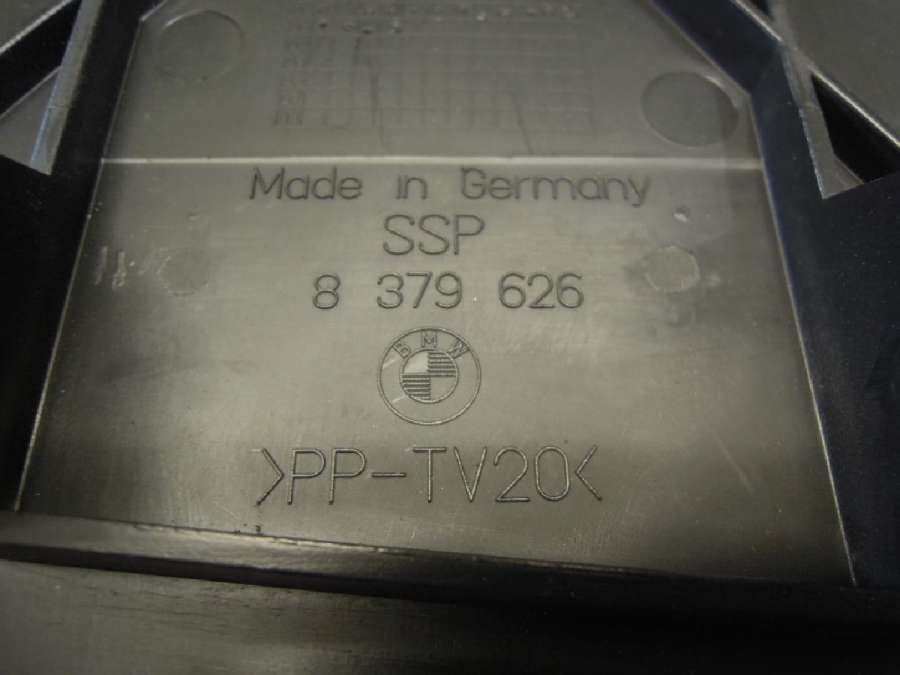 Made in Germany
SSP
8 379 626
BMW
>PP-TV20<